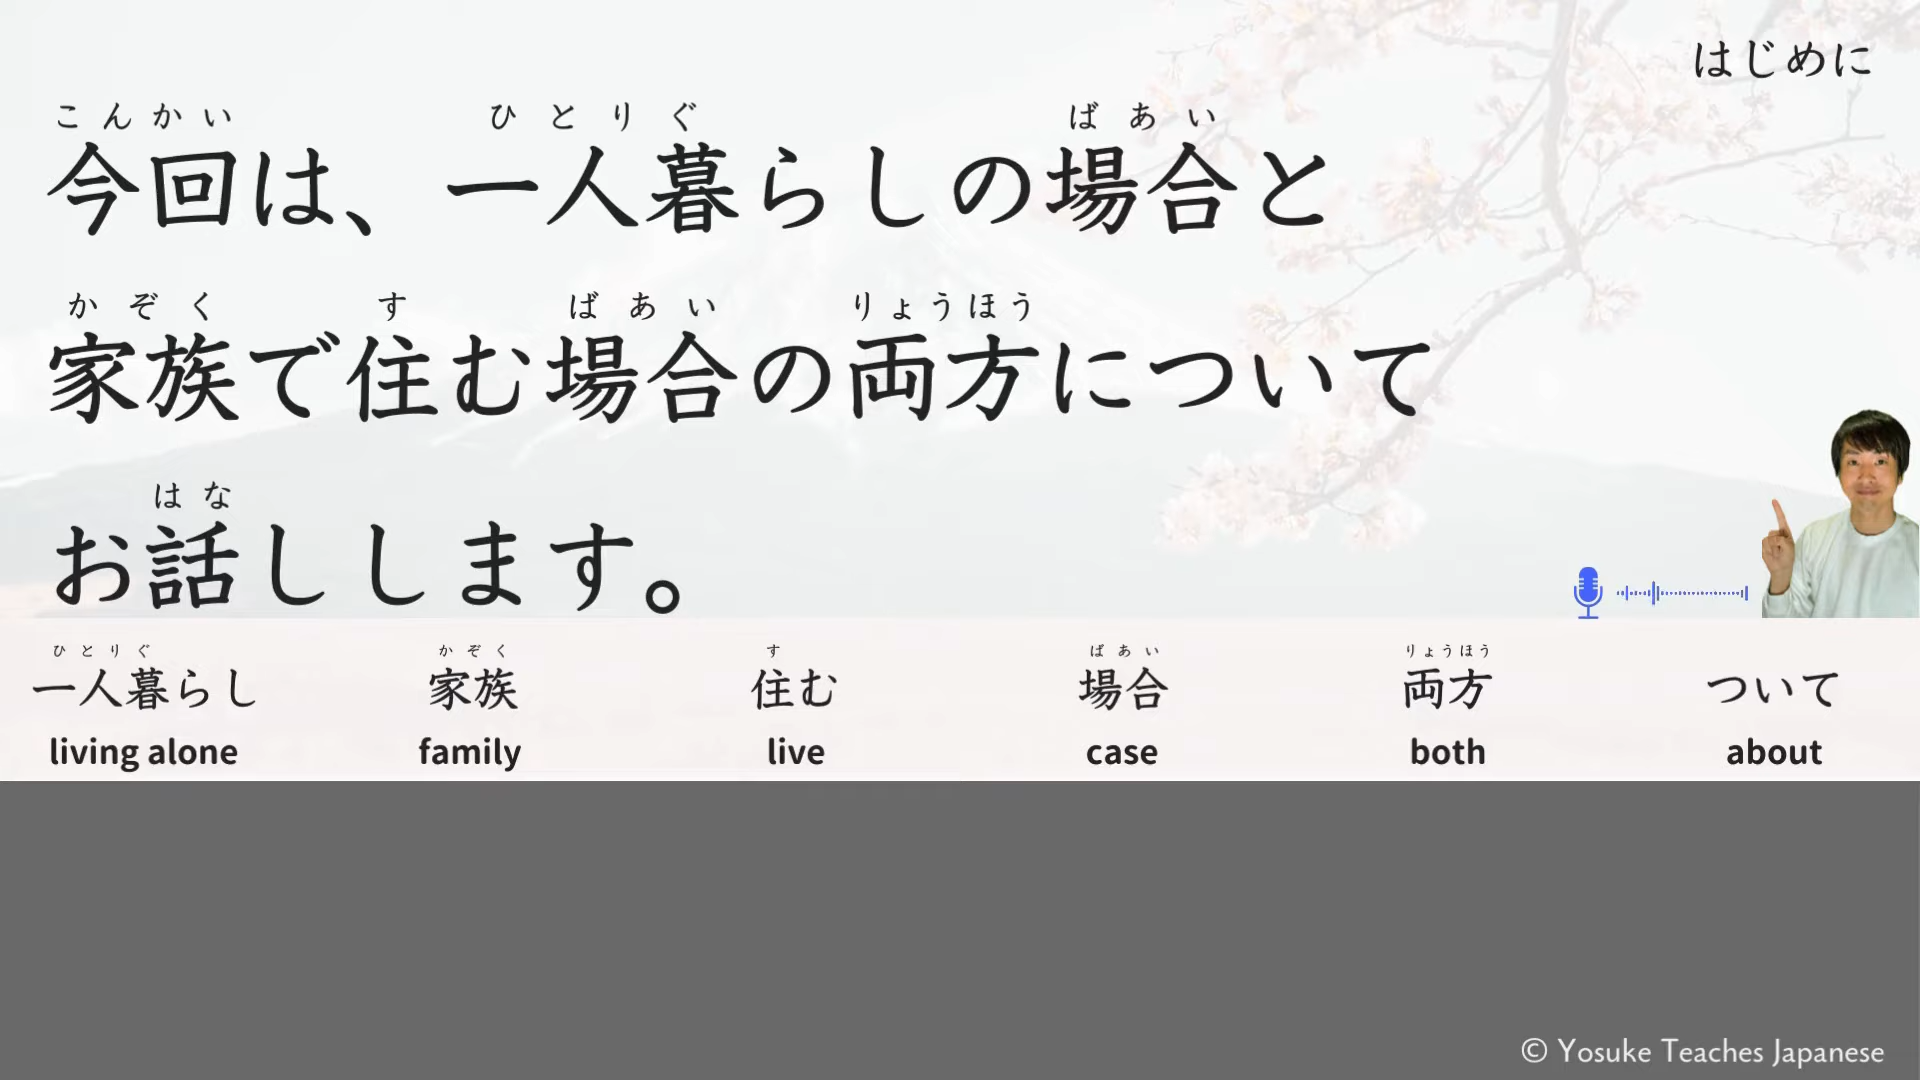 はじめに
こんかい ひとりぐ ばあい
今回は、一人暮らしの場合と
かぞく す ばあい りょうほう
家族で住む場合の両方について
はな
お話しします。
ひとりぐ かぞく す ばあい りょうほう
一人暮らし 家族 住む 場合 両方 ついて
living alone family live case both about
© Yosuke Teaches Japanese